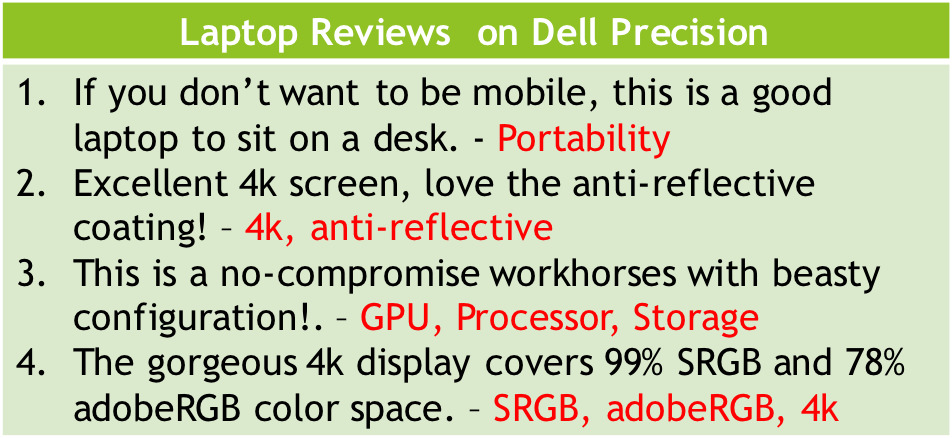 Laptop Reviews on Dell Precision
1. If you don't want to be mobile, this is a good
laptop to sit on a desk. - Portability
2. Excellent 4k screen, love the anti-reflective
coating! – 4k, anti-reflective
3. This is a no-compromise workhorses with beasty
configuration!. – GPU, Processor, Storage
4. The gorgeous 4k display covers 99% SRGB and 78%
adobeRGB color space. – SRGB, adobeRGB, 4k